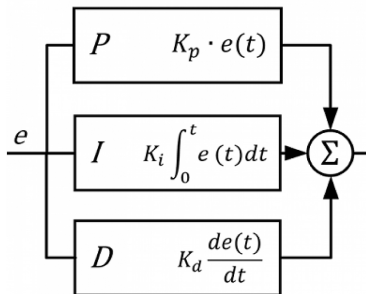 P K_p · e(t)
e
I K_i ∫_0^t e (t)dt
Σ
D K_d de(t)/dt